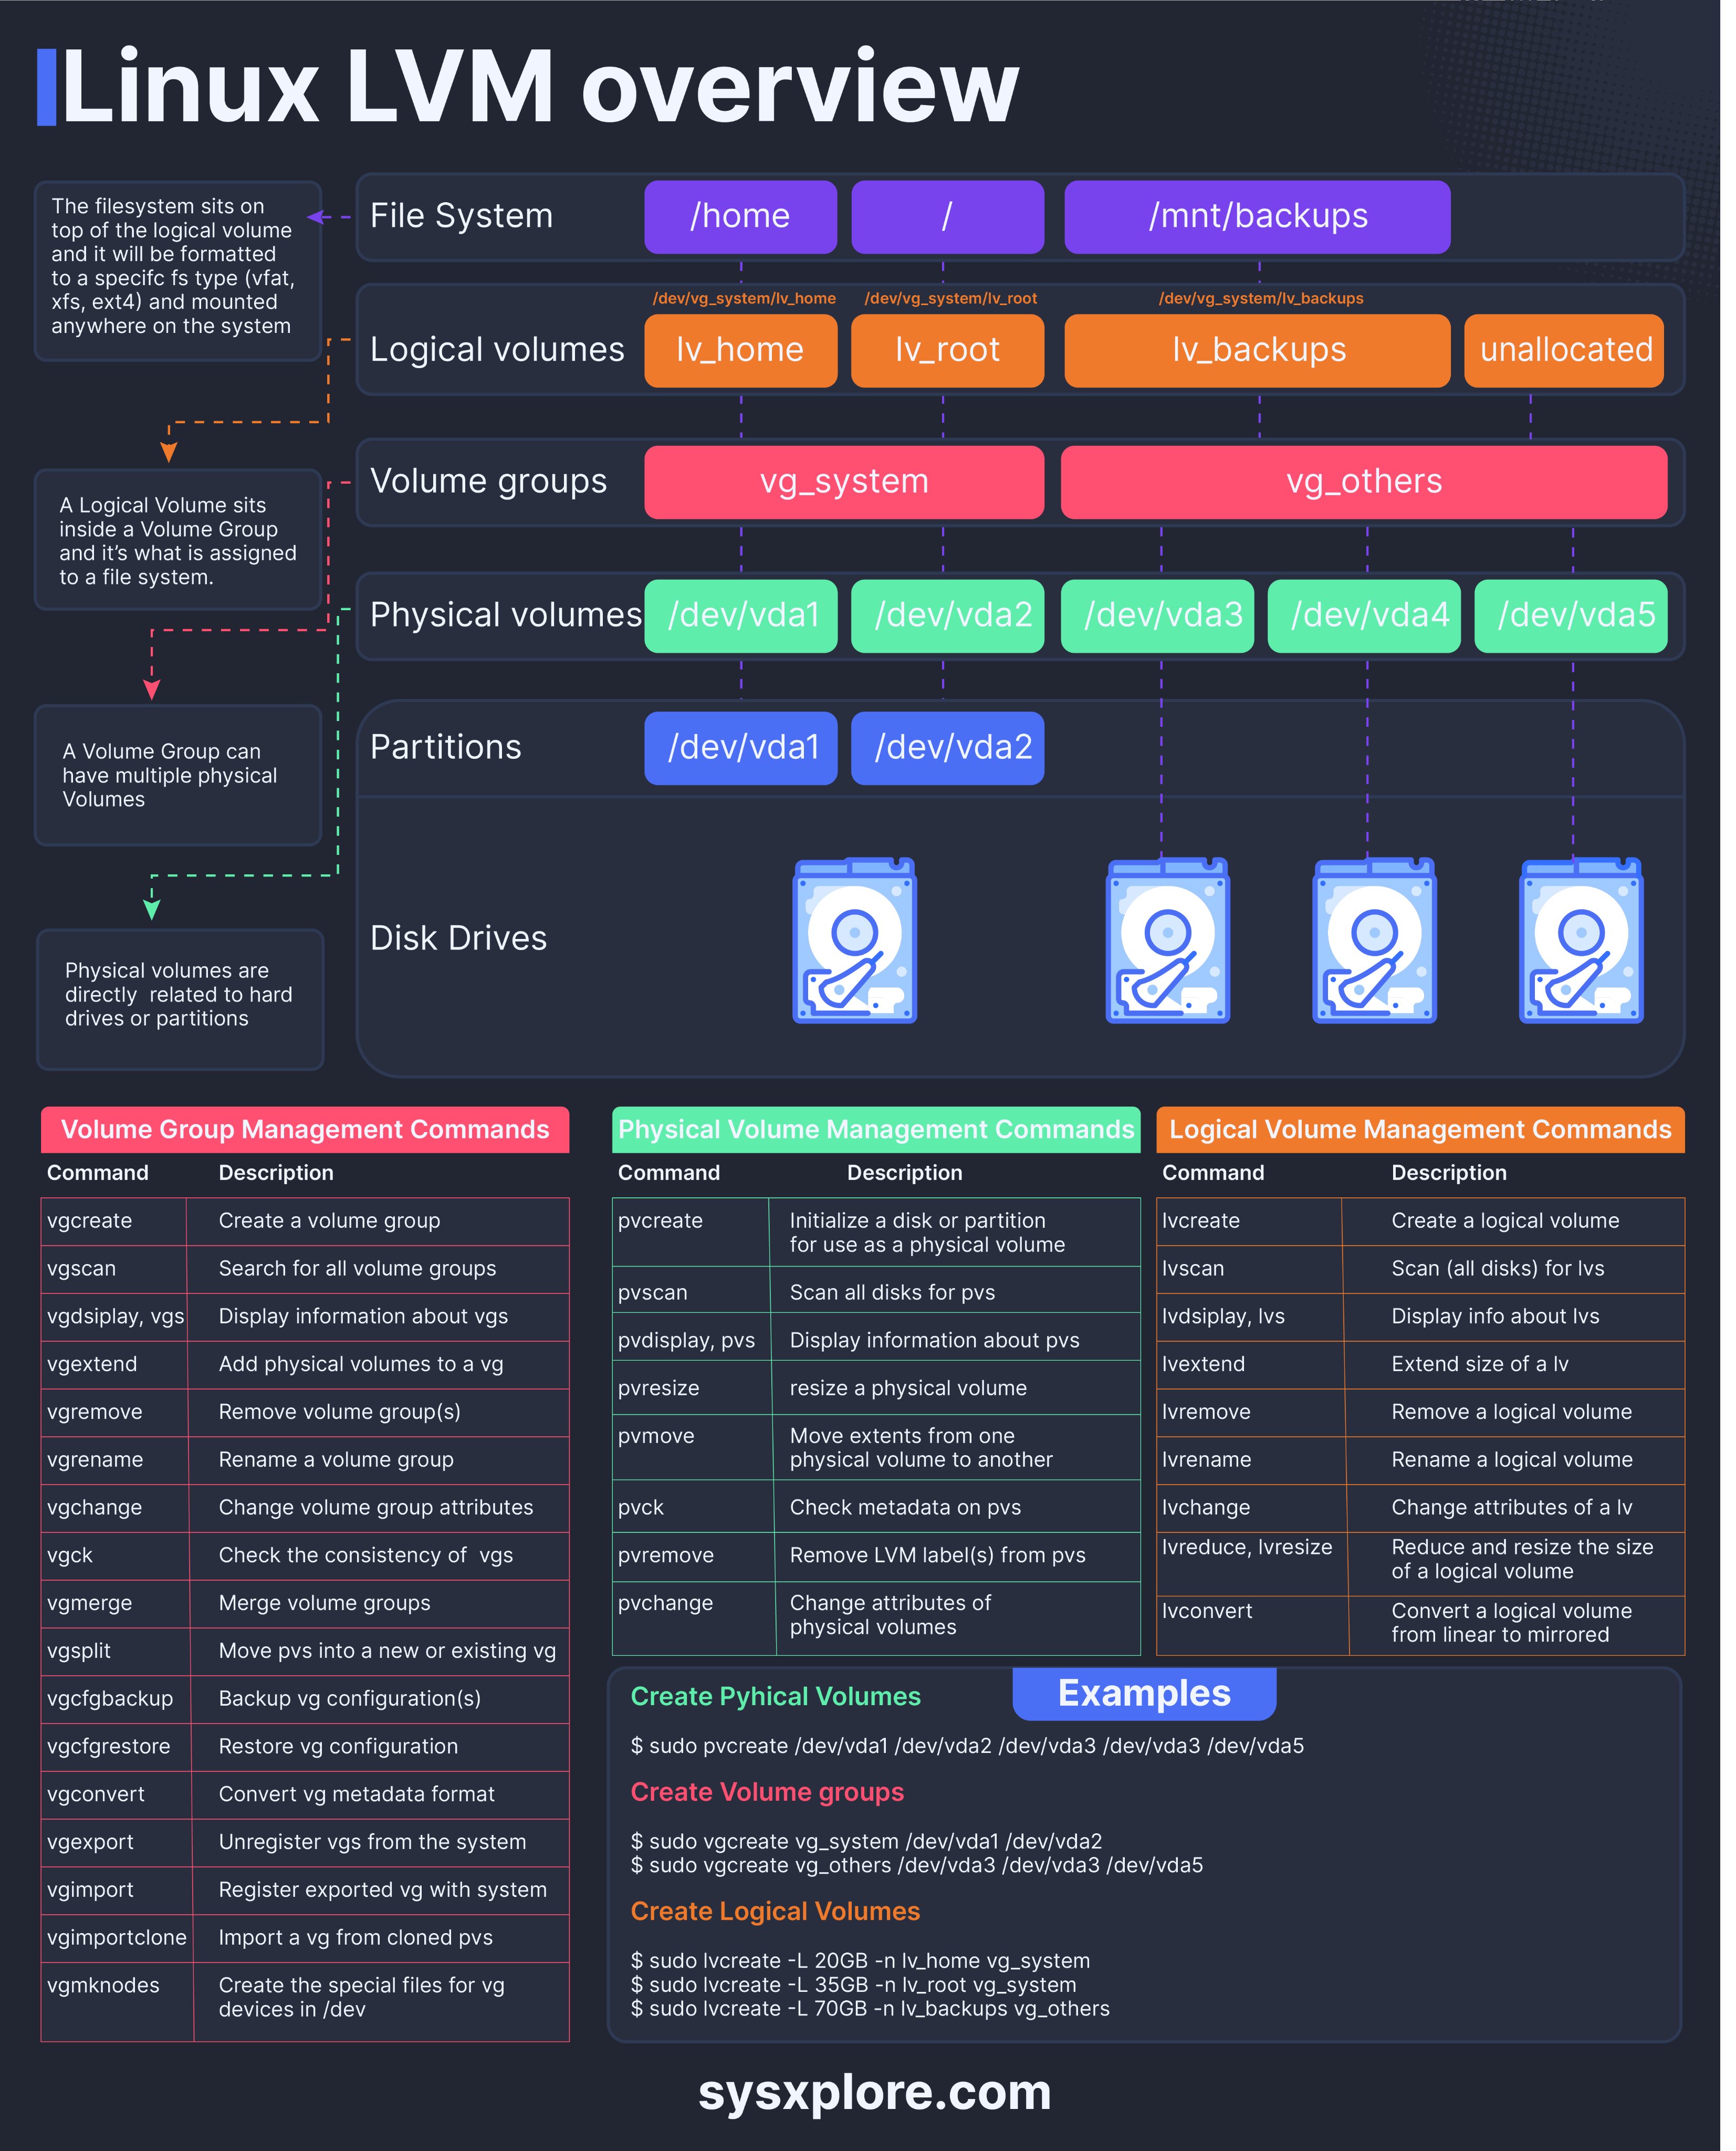 Linux LVM overview
The filesystem sits on
top of the logical volume
and it will be formatted
to a specifc fs type (vfat,
xfs, ext4) and mounted
anywhere on the system
File System
/home
/
/mnt/backups
/dev/vg_system/lv_home
/dev/vg_system/lv_root
/dev/vg_system/lv_backups
Logical volumes
lv_home
lv_root
lv_backups
unallocated
A Logical Volume sits
inside a Volume Group
and it’s what is assigned
to a file system.
Volume groups
vg_system
vg_others
Physical volumes
/dev/vda1
/dev/vda2
/dev/vda3
/dev/vda4
/dev/vda5
A Volume Group can
have multiple physical
Volumes
Partitions
/dev/vda1
/dev/vda2
Physical volumes are
directly  related to hard
drives or partitions
Disk Drives
Volume Group Management Commands
Command Description
vgcreate Create a volume group
vgscan Search for all volume groups
vgdsiplay, vgs Display information about vgs
vgextend Add physical volumes to a vg
vgremove Remove volume group(s)
vgrename Rename a volume group
vgchange Change volume group attributes
vgck Check the consistency of  vgs
vgmerge Merge volume groups
vgsplit Move pvs into a new or existing vg
vgcfgbackup Backup vg configuration(s)
vgcfgrestore Restore vg configuration
vgconvert Convert vg metadata format
vgexport Unregister vgs from the system
vgimport Register exported vg with system
vgimportclone Import a vg from cloned pvs
vgmknodes Create the special files for vg
devices in /dev
Physical Volume Management Commands
Command Description
pvcreate Initialize a disk or partition
for use as a physical volume
pvscan Scan all disks for pvs
pvdisplay, pvs Display information about pvs
pvresize resize a physical volume
pvmove Move extents from one
physical volume to another
pvck Check metadata on pvs
pvremove Remove LVM label(s) from pvs
pvchange Change attributes of
physical volumes
Logical Volume Management Commands
Command Description
lvcreate Create a logical volume
lvscan Scan (all disks) for lvs
lvdsiplay, lvs Display info about lvs
lvextend Extend size of a lv
lvremove Remove a logical volume
lvrename Rename a logical volume
lvchange Change attributes of a lv
lvreduce, lvresize Reduce and resize the size
of a logical volume
lvconvert Convert a logical volume
from linear to mirrored
Examples
Create Pyhical Volumes
$ sudo pvcreate /dev/vda1 /dev/vda2 /dev/vda3 /dev/vda3 /dev/vda5
Create Volume groups
$ sudo vgcreate vg_system /dev/vda1 /dev/vda2
$ sudo vgcreate vg_others /dev/vda3 /dev/vda3 /dev/vda5
Create Logical Volumes
$ sudo lvcreate -L 20GB -n lv_home vg_system
$ sudo lvcreate -L 35GB -n lv_root vg_system
$ sudo lvcreate -L 70GB -n lv_backups vg_others
sysxplore.com